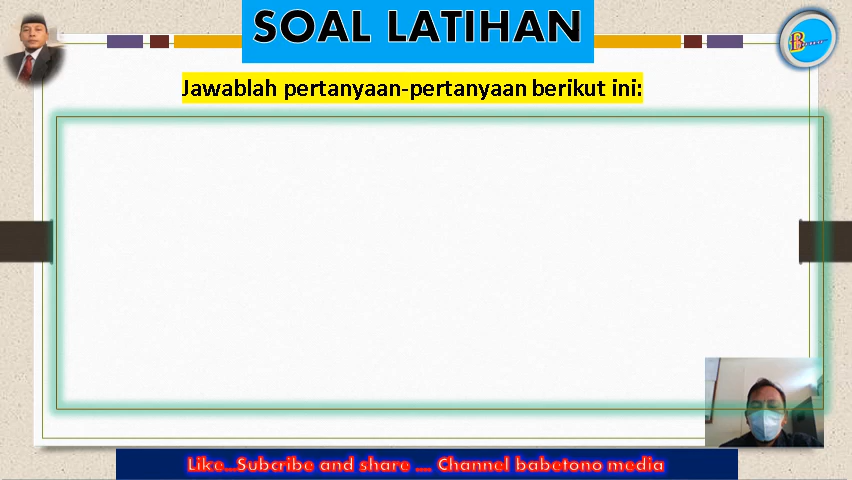 SOAL LATIHAN
Jawablah pertanyaan-pertanyaan berikut ini:
Like...Subcribe and share .... Channel babetono media